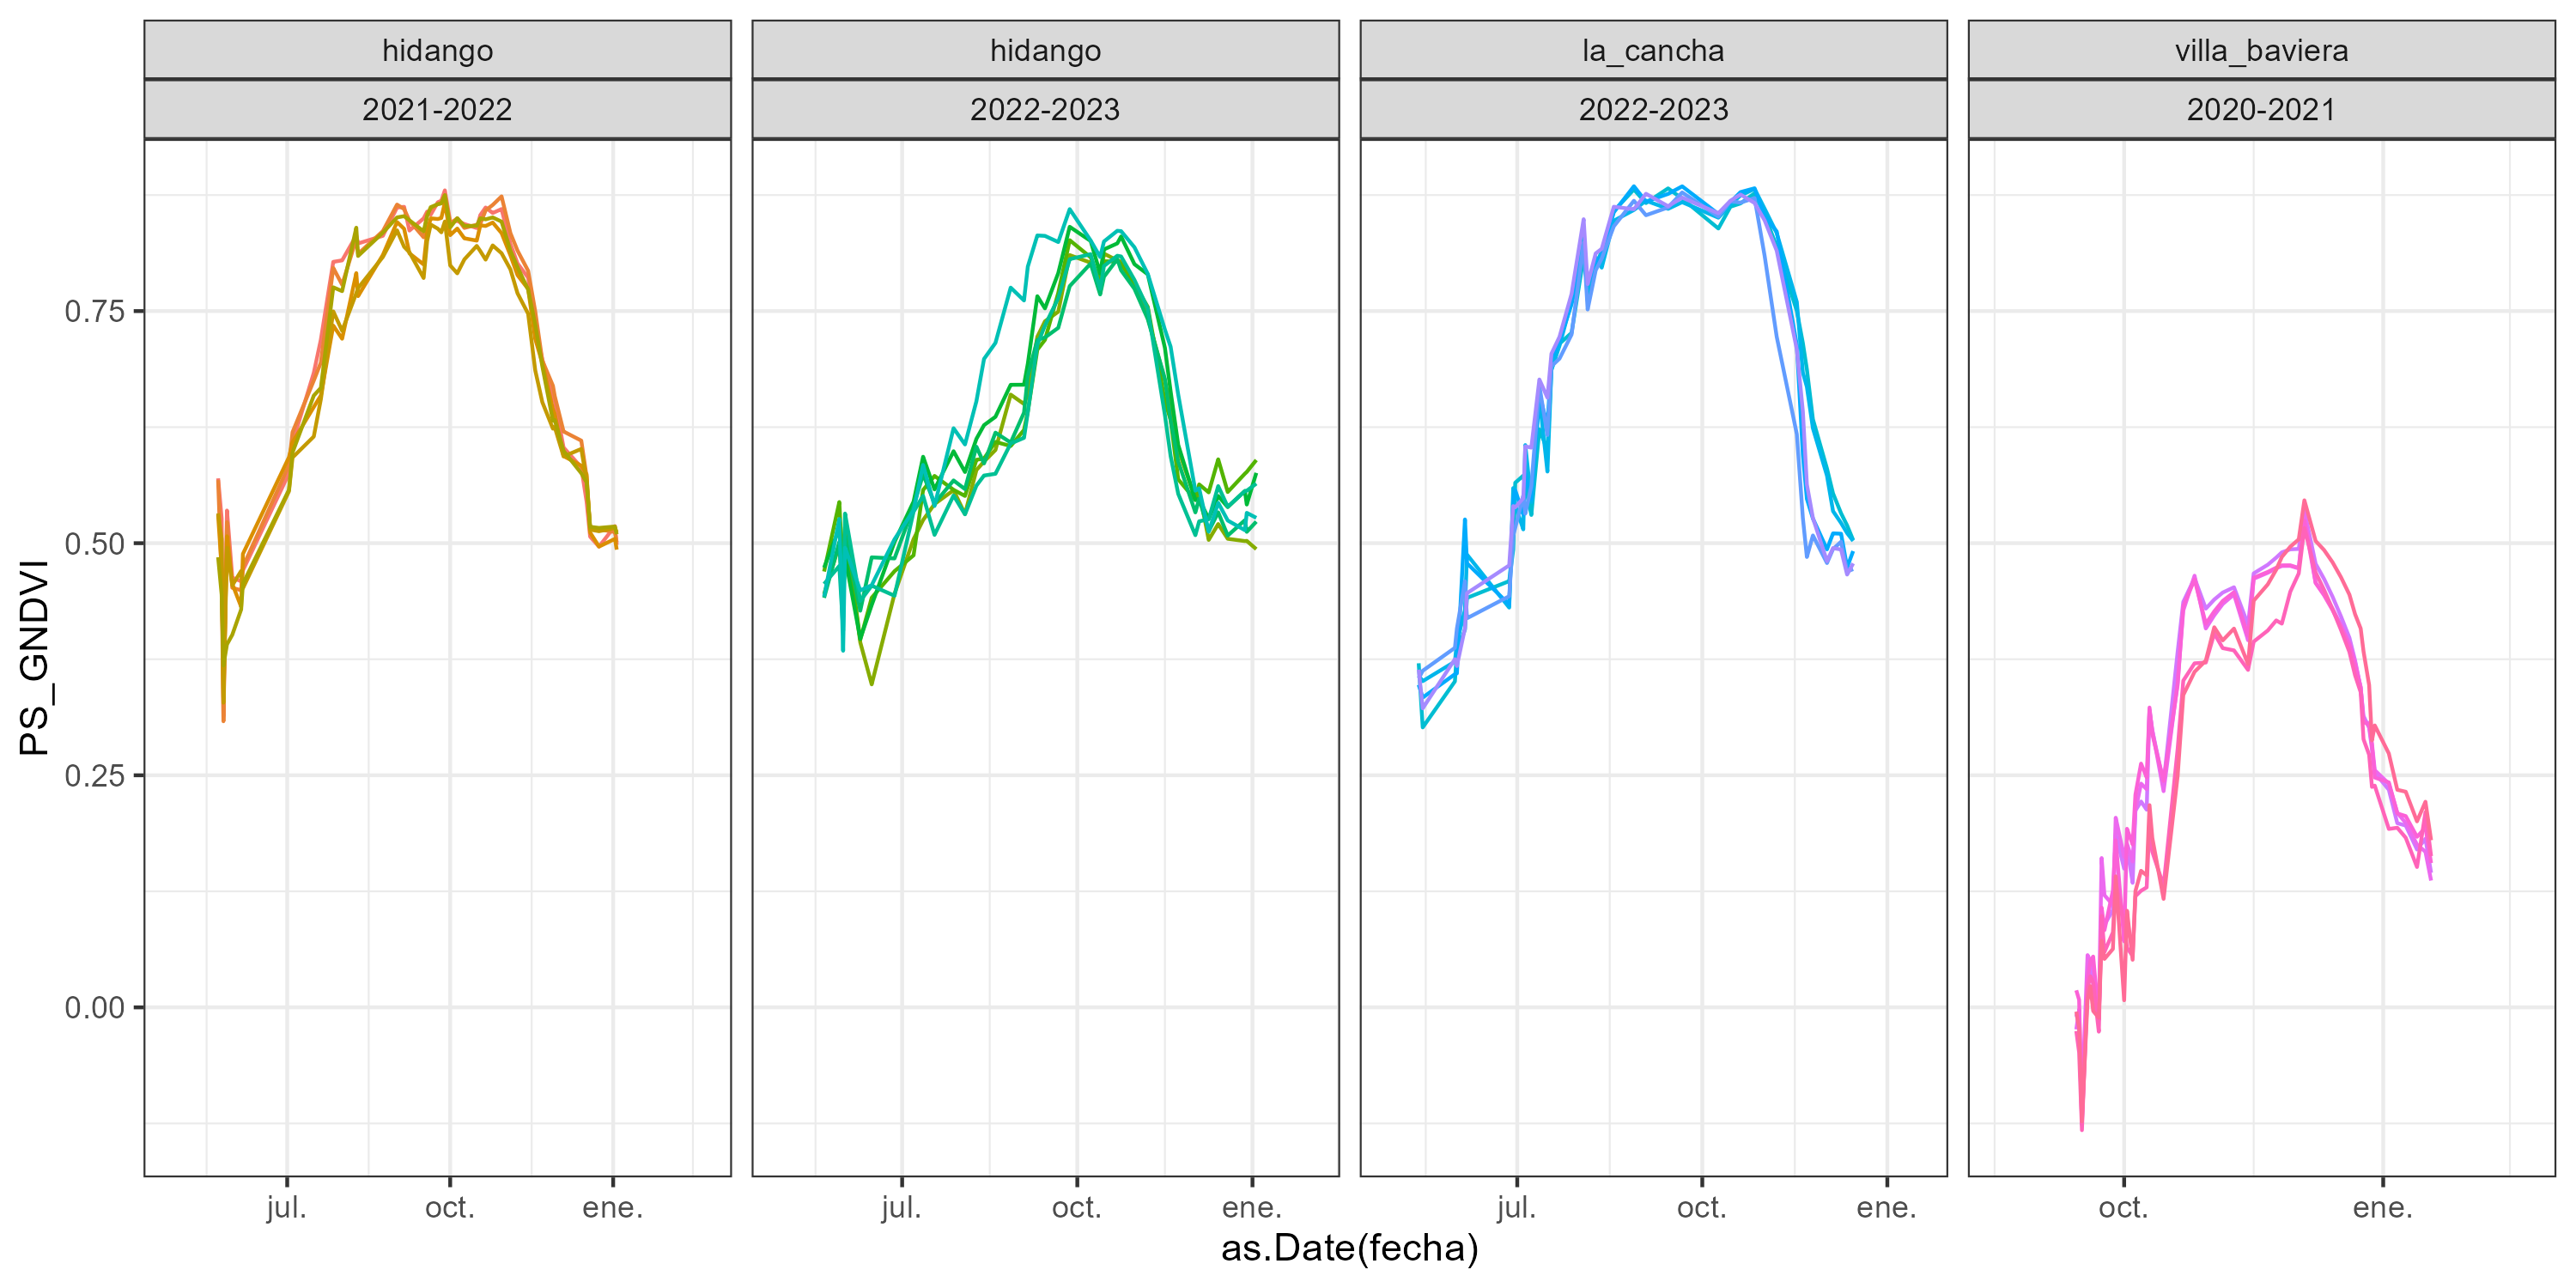 hidango hidango la_cancha villa_baviera
2021-2022 2022-2023 2022-2023 2020-2021
PS_GNDVI
0.75
0.50
0.25
0.00
jul. oct. ene. jul. oct. ene. jul. oct. ene. oct. ene.
as.Date(fecha)